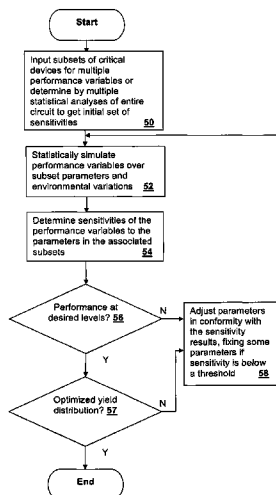 Start
Input subsets of critical
devices for multiple
performance variables or
determine by multiple
statistical analyses of entire
circuit to get initial set of
sensitivities 50
Statistically simulate
performance variables over
subset parameters and
environmental variations
52
Determine sensitivities of the
performance variables to the
parameters in the associated
subsets
54
Performance at
desired levels? 56
N
Y
Adjust parameters
in conformity with
the sensitivity
results, fixing some
parameters if
sensitivity is below
a threshold 58
Optimized yield
distribution? 57
N
Y
End